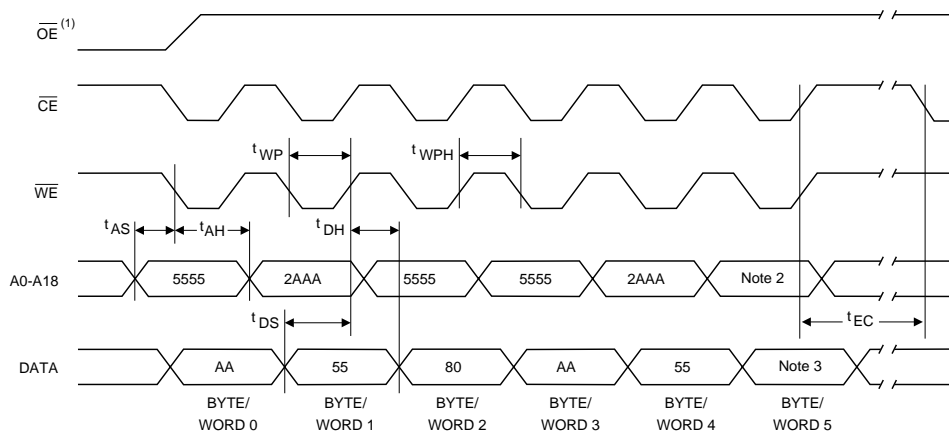 OE (1)
CE
t WP
t WPH
WE
t AS
t AH
t DH
A0-A18
5555
2AAA
5555
5555
2AAA
Note 2
t DS
t EC
DATA
AA
55
80
AA
55
Note 3
BYTE/
WORD 0
BYTE/
WORD 1
BYTE/
WORD 2
BYTE/
WORD 3
BYTE/
WORD 4
BYTE/
WORD 5